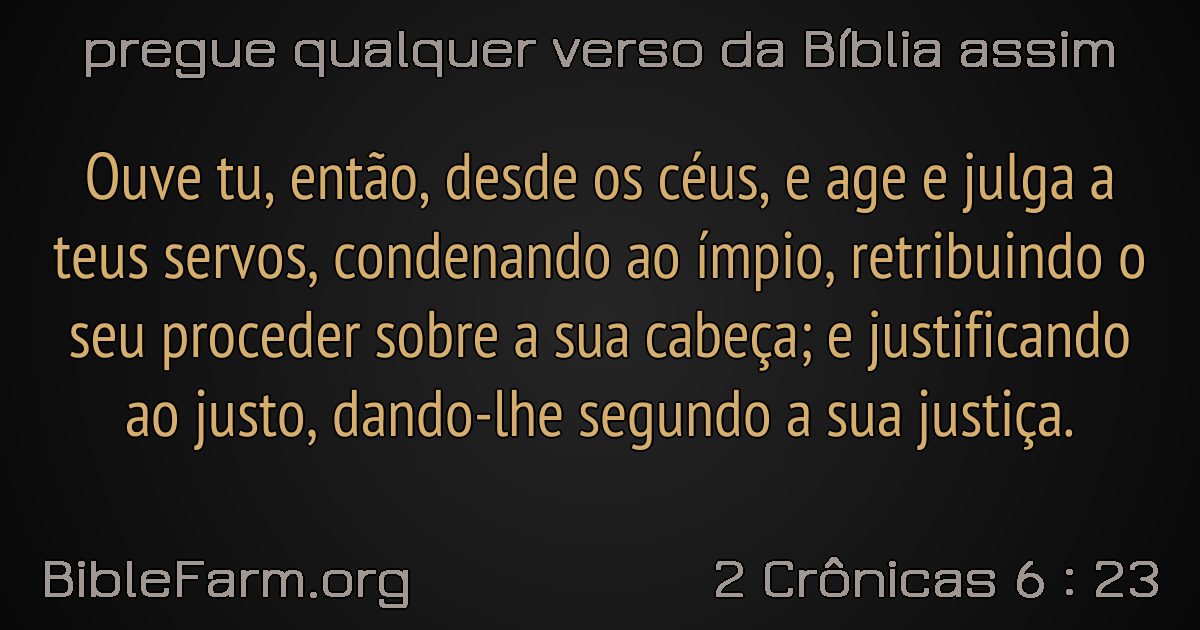 pregue qualquer verso da Bíblia assim
Ouve tu, então, desde os céus, e age e julga a
teus servos, condenando ao ímpio, retribuindo o
seu proceder sobre a sua cabeça; e justificando
ao justo, dando-lhe segundo a sua justiça.
BibleFarm.org
2 Crônicas 6 : 23